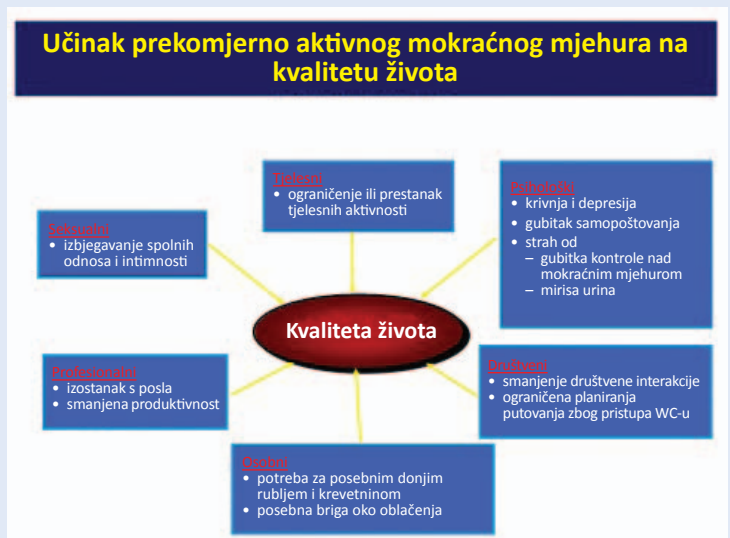 Učinak prekomjerno aktivnog mokraćnog mjehura na
kvalitetu života
Tjelesni
• ograničenje ili prestanak
tjelesnih aktivnosti
Psihološki
• krivnja i depresija
• gubitak samopoštovanja
• strah od
– gubitka kontrole nad
mokraćnim mjehurom
– mirisa urina
Seksualni
• izbjegavanje spolnih
odnosa i intimnosti
Kvaliteta života
Profesionalni
• izostanak s posla
• smanjena produktivnost
Društveni
• smanjenje društvene interakcije
• ograničena planiranja
putovanja zbog pristupa WC-u
Osobni
• potreba za posebnim donjim
rubljem i krevetninom
• posebna briga oko oblačenja